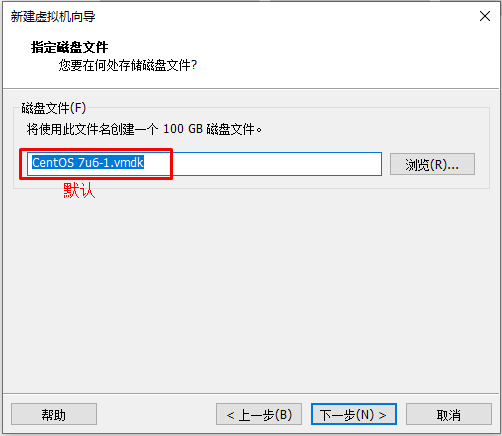 新建虚拟机向导
指定磁盘文件
您要在何处存储磁盘文件?
磁盘文件(F)
将使用此文件名创建一个 100 GB 磁盘文件。
CentOS 7u6-1.vmdk
浏览(R)...
默认
帮助
< 上一步(B)
下一步(N) >
取消